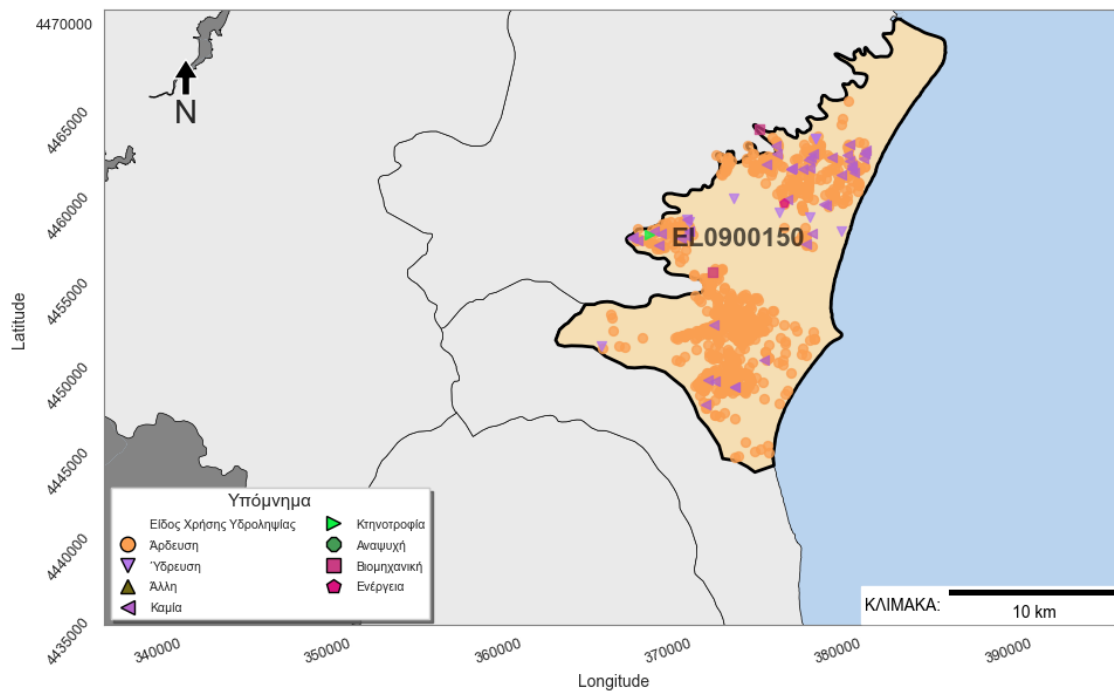 4470000
4465000
4460000
4455000
4450000
4445000
4440000
4435000
Latitude
N
EL0900150
Υπόμνημα
Είδος Χρήσης Υδροληψίας
Άρδευση
Ύδρευση
Άλλη
Καμία
Κτηνοτροφία
Αναψυχή
Βιομηχανική
Ενέργεια
ΚΛΙΜΑΚΑ:
10 km
340000 350000 360000 370000 380000 390000
Longitude